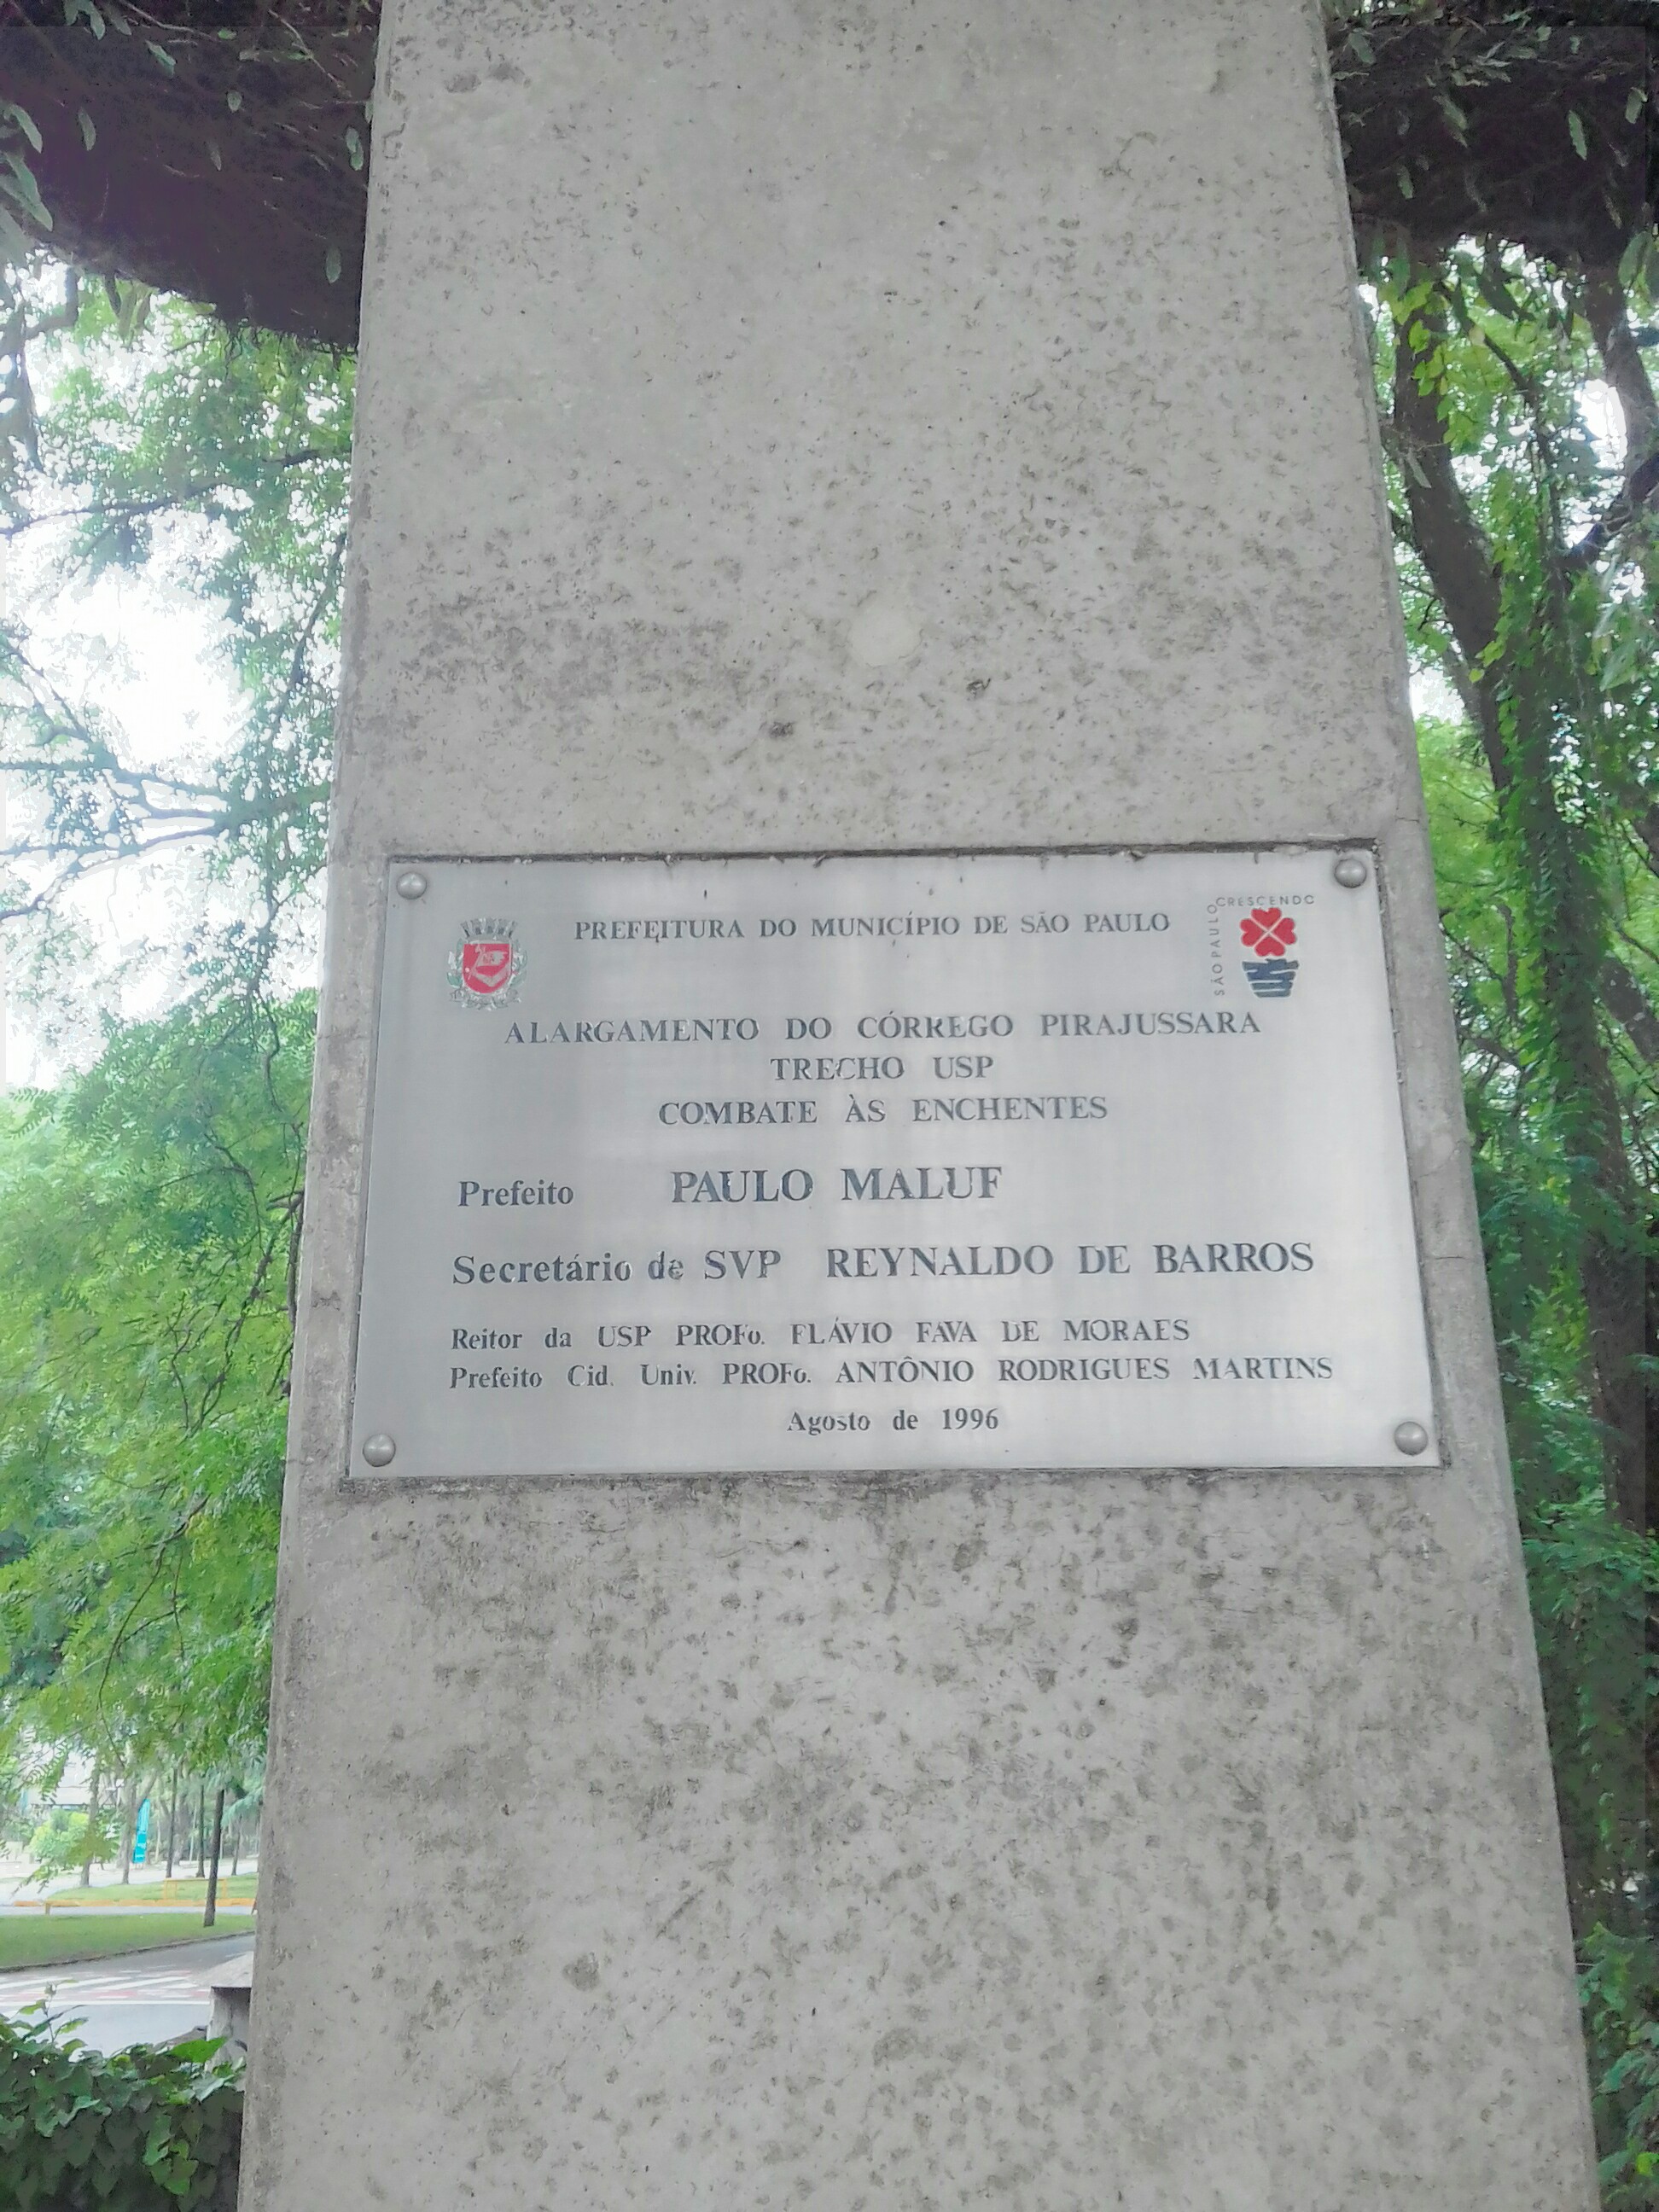 PREFEITURA DO MUNICÍPIO DE SÃO PAULO
SÃO PAULO CRESCENDO
ALARGAMENTO DO CÓRREGO PIRAJUSSARA
TRECHO USP
COMBATE ÀS ENCHENTES
Prefeito PAULO MALUF
Secretário de SVP REYNALDO DE BARROS
Reitor da USP PROFo. FLÁVIO FAVA DE MORAES
Prefeito Cid. Univ. PROFo. ANTÔNIO RODRIGUES MARTINS
Agosto de 1996